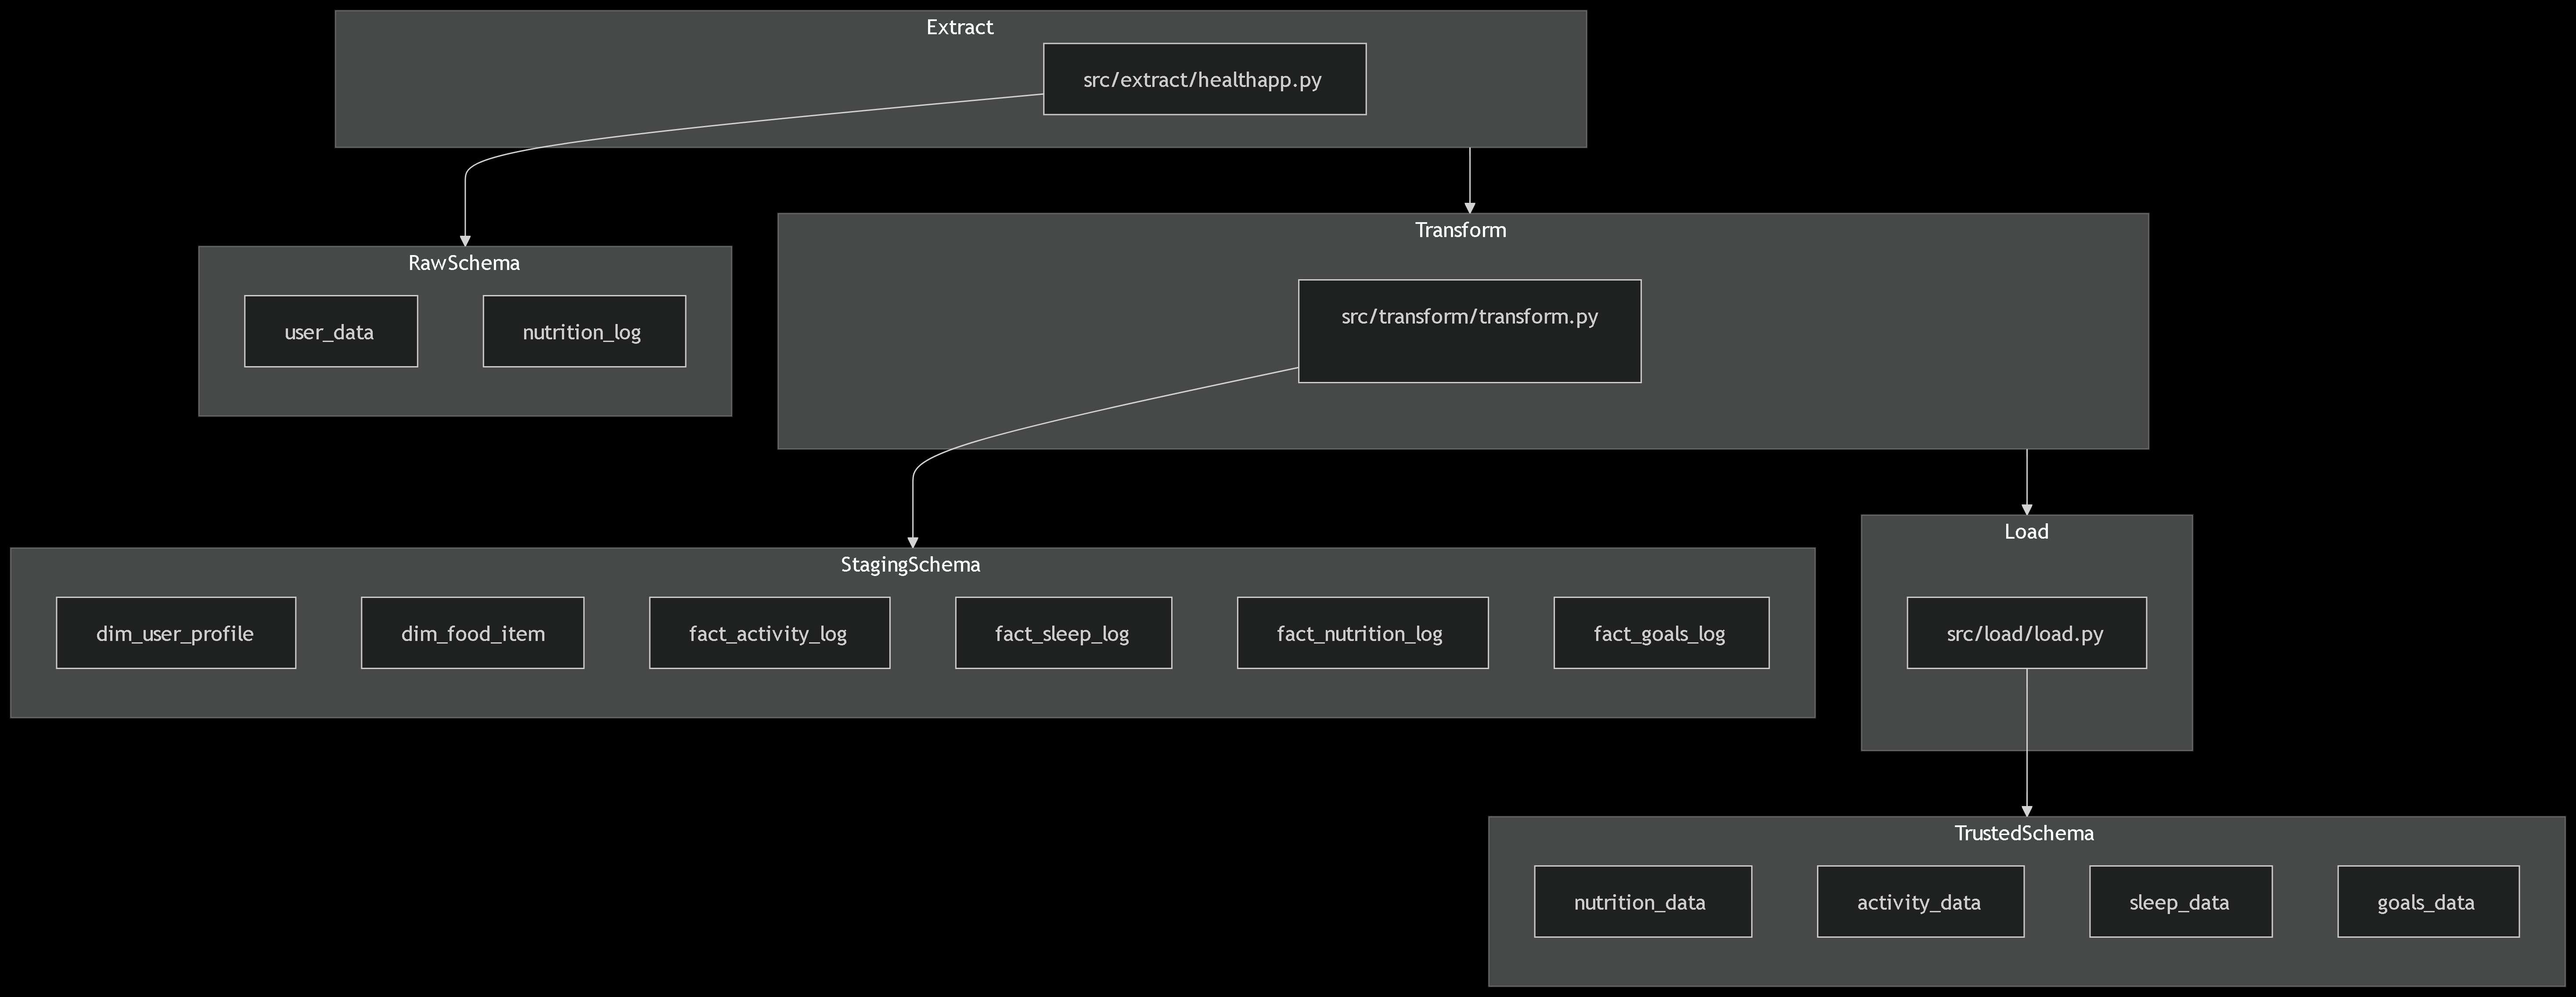 Extract
src/extract/healthapp.py
Transform
RawSchema
src/transform/transform.py
user_data
nutrition_log
Load
StagingSchema
dim_user_profile
dim_food_item
fact_activity_log
fact_sleep_log
fact_nutrition_log
fact_goals_log
src/load/load.py
TrustedSchema
nutrition_data
activity_data
sleep_data
goals_data